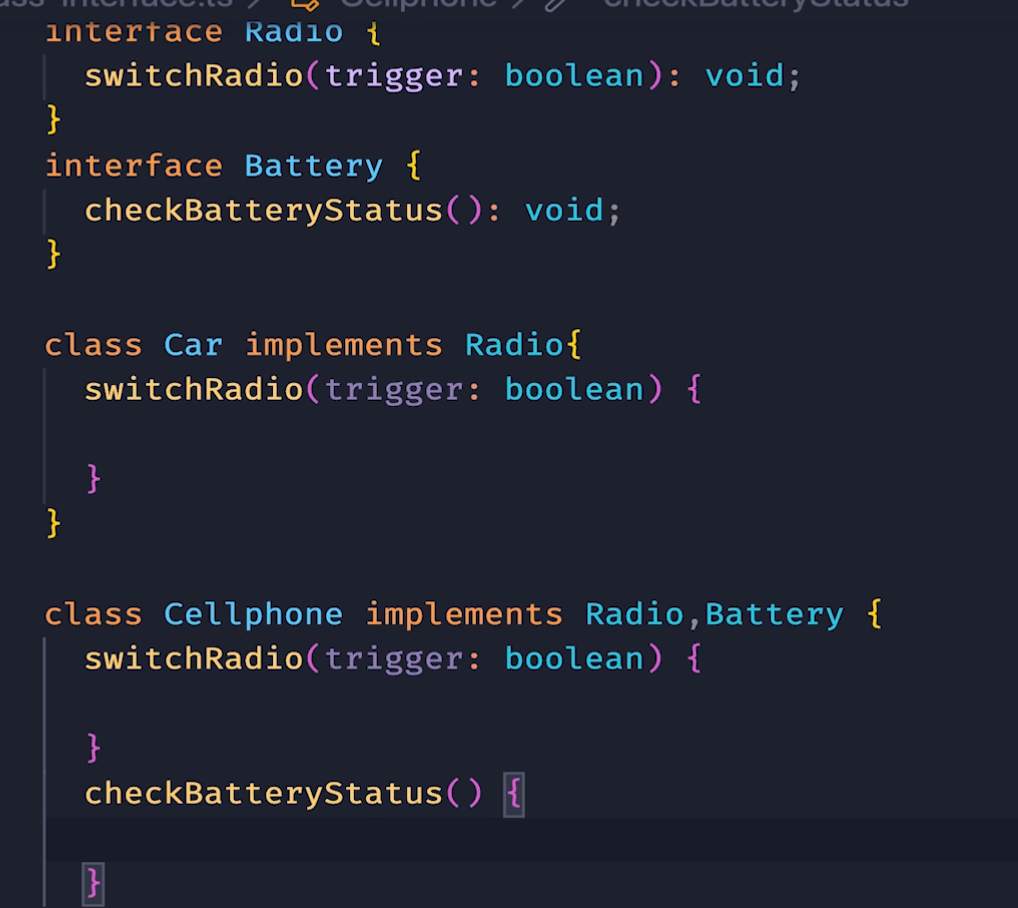 interface.ts > Cellphone > checkBatteryStatus
interface Radio {
  switchRadio(trigger: boolean): void;
}
interface Battery {
  checkBatteryStatus(): void;
}
class Car implements Radio{
  switchRadio(trigger: boolean) {
  }
}
class Cellphone implements Radio,Battery {
  switchRadio(trigger: boolean) {
  }
  checkBatteryStatus() {
  }